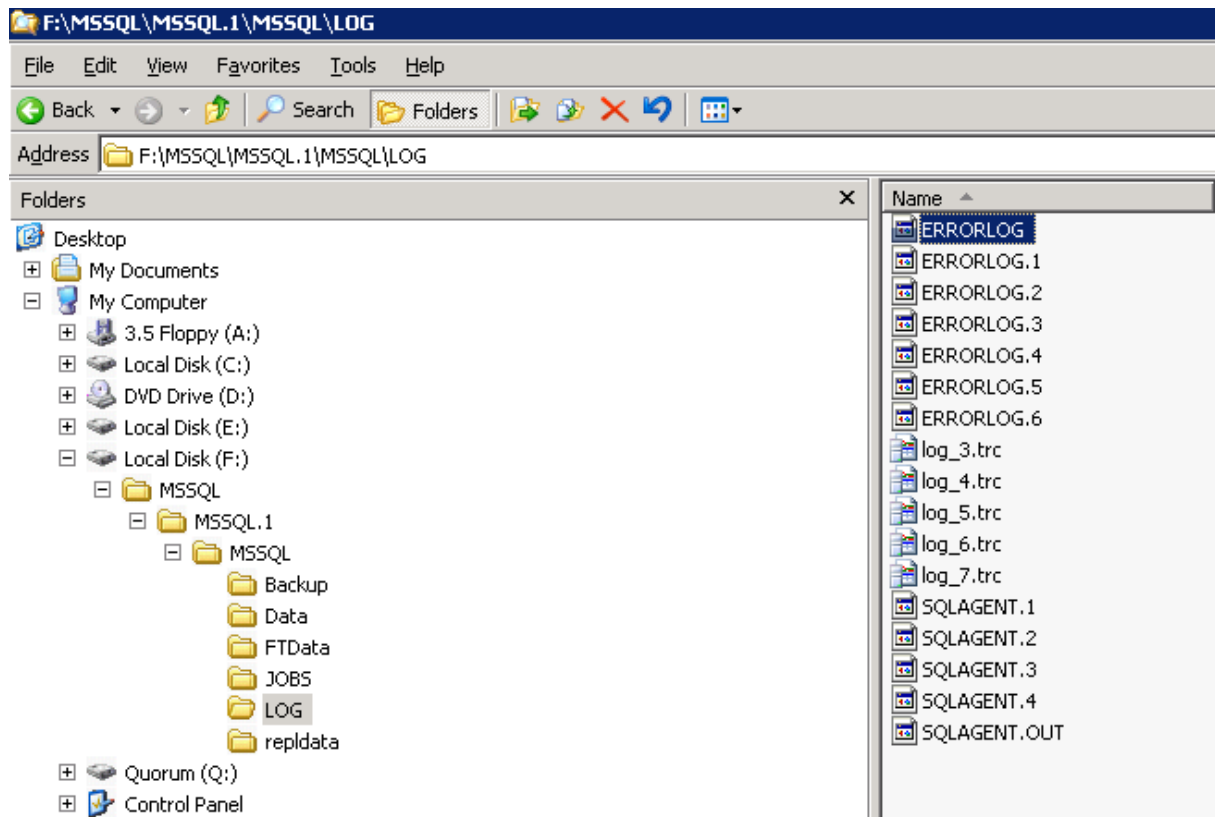 F:\MSSQL\MSSQL.1\MSSQL\LOG
File Edit View Favorites Tools Help
Back Search Folders
Address F:\MSSQL\MSSQL.1\MSSQL\LOG
Folders
Desktop
My Documents
My Computer
3.5 Floppy (A:)
Local Disk (C:)
DVD Drive (D:)
Local Disk (E:)
Local Disk (F:)
MSSQL
MSSQL.1
MSSQL
Backup
Data
FTData
JOBS
LOG
repldata
Quorum (Q:)
Control Panel
Name
ERRORLOG
ERRORLOG.1
ERRORLOG.2
ERRORLOG.3
ERRORLOG.4
ERRORLOG.5
ERRORLOG.6
log_3.trc
log_4.trc
log_5.trc
log_6.trc
log_7.trc
SQLAGENT.1
SQLAGENT.2
SQLAGENT.3
SQLAGENT.4
SQLAGENT.OUT